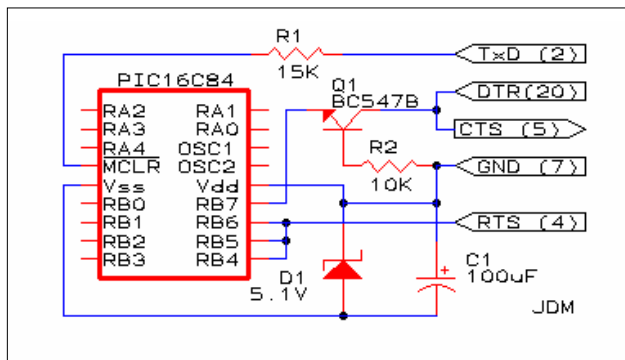 R1
15K
TxD (2)
PIC16C84
Q1
BC547B
DTR(20)
CTS (5)
RA2 RA1
RA3 RA0
RA4 OSC1
MCLR OSC2
Vss Vdd
RB0 RB7
RB1 RB6
RB2 RB5
RB3 RB4
R2
10K
GND (7)
RTS (4)
D1
5.1V
C1
+
100uF
JDM